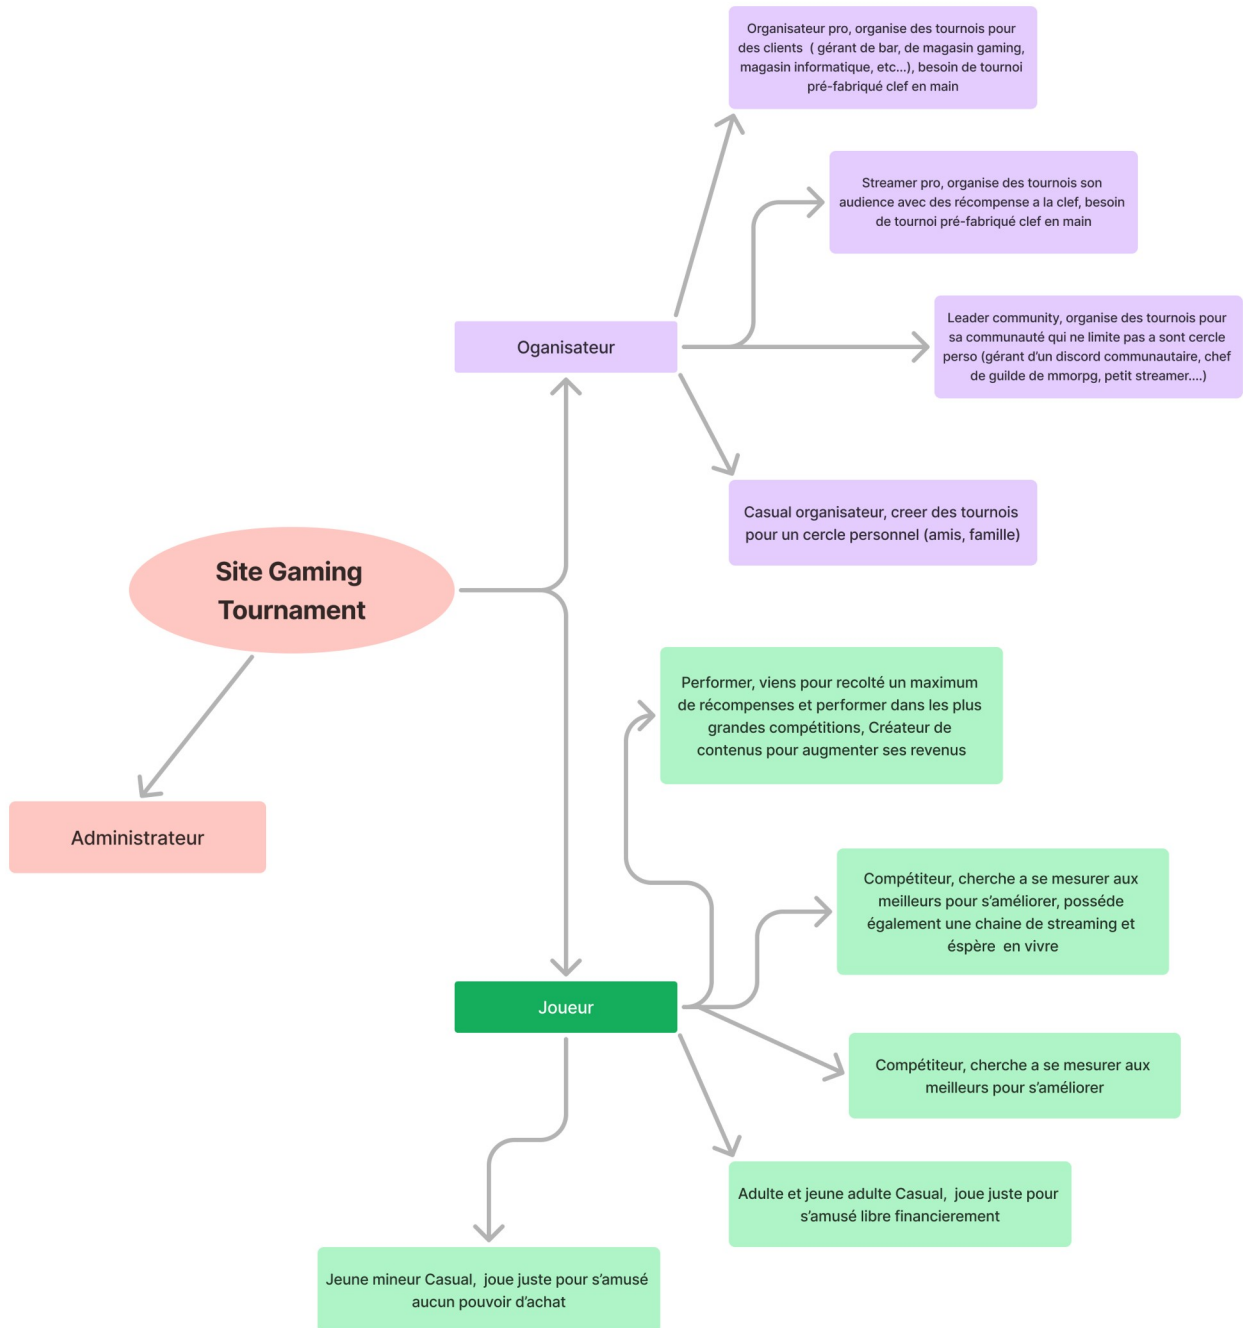 Organisateur pro, organise des tournois pour
des clients  ( gérant de bar, de magasin gaming,
magasin informatique, etc...), besoin de tournoi
pré-fabriqué clef en main
Streamer pro, organise des tournois son
audience avec des récompense a la clef, besoin
de tournoi pré-fabriqué clef en main
Leader community, organise des tournois pour
sa communauté qui ne limite pas a sont cercle
perso (gérant d’un discord communautaire, chef
de guilde de mmorpg, petit streamer....)
Oganisateur
Casual organisateur, creer des tournois
pour un cercle personnel (amis, famille)
Site Gaming
Tournament
Performer, viens pour recolté un maximum
de récompenses et performer dans les plus
grandes compétitions, Créateur de
contenus pour augmenter ses revenus
Administrateur
Compétiteur, cherche a se mesurer aux
meilleurs pour s’améliorer, posséde
également une chaine de streaming et
éspère  en vivre
Joueur
Compétiteur, cherche a se mesurer aux
meilleurs pour s’améliorer
Adulte et jeune adulte Casual,  joue juste pour
s’amusé libre financierement
Jeune mineur Casual,  joue juste pour s’amusé
aucun pouvoir d’achat